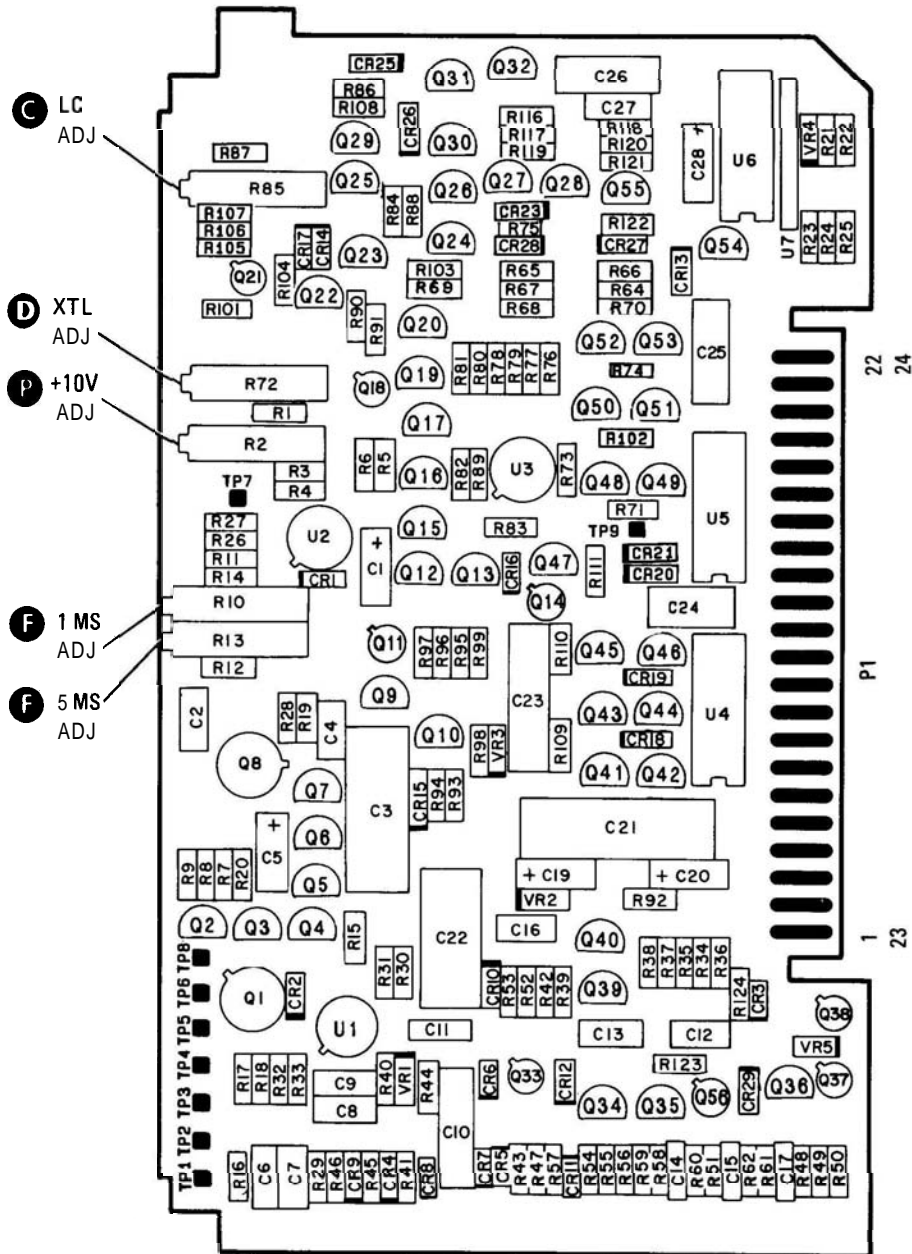 CR25 Q31 Q32
C26
R86
R108
CR26
C27
C LC
ADJ
R87
Q29 Q30
R116
R117
R119
R118
R120
R121
C28 +
U6
VR4
R21
R22
R85
Q25
R84
R88
Q26 Q27 Q28 Q55
R107
R106
R105
CR17
CR14
Q23
Q24
CR23
R75
CR28
R122
CR27
CR13
Q54
U7
R23
R24
R25
Q21
R104
Q22
R103
R69
R65
R67
R68
R66
R64
R70
R101
R90
R91
Q20
D XTL
ADJ
R72
Q18
Q19
R81
R80
R78
R79
R77
R76
Q52 Q53
R74
C25
22
24
P +10V
ADJ
R1
R2
Q17
Q50 Q51
R102
R3
R4
R6
R5
Q16
R82
R89
U3
R73
Q48 Q49
TP7
R27
R26
R11
R14
U2
CR1
+
C1
Q15
R83
R71
TP9
U5
Q12 Q13
CR16
Q47
R111
CR21
CR20
Q14
C24
F 1 MS
ADJ
R10
R13
R12
Q11
R97
R96
R95
R99
C23
R110
Q45 Q46
CR19
P1
F 5 MS
ADJ
C2
R28
R19
C4
Q9
Q10
R98
VR3
R109
Q43 Q44
CR18
U4
Q8
Q7
C3
CR15
R94
R93
Q41 Q42
+
C5
Q6
C21
R9
R8
R7
R20
Q5
+ C19
+ C20
VR2
R92
Q2 Q3 Q4
R15
C22
C16
Q40
R38
R37
R35
R34
R36
1
23
TP8
TP6
TP5
TP4
TP3
TP2
TP1
Q1
CR2
R31
R30
CR10
R53
R52
R42
R39
Q39
R124
CR3
U1
C11
C13
C12
Q38
VR5
R17
R18
R32
R33
C9
C8
R40
VR1
R44
CR6
Q33
CR12
R123
Q34 Q35 Q56
CR29
Q36
Q37
C10
R16
C6
C7
R29
R46
CR9
R45
CR4
R41
CR8
CR7
CR5
R43
R47
R57
CR11
R54
R55
R56
R59
R58
C14
R60
R51
C15
R62
R61
C17
R48
R49
R50